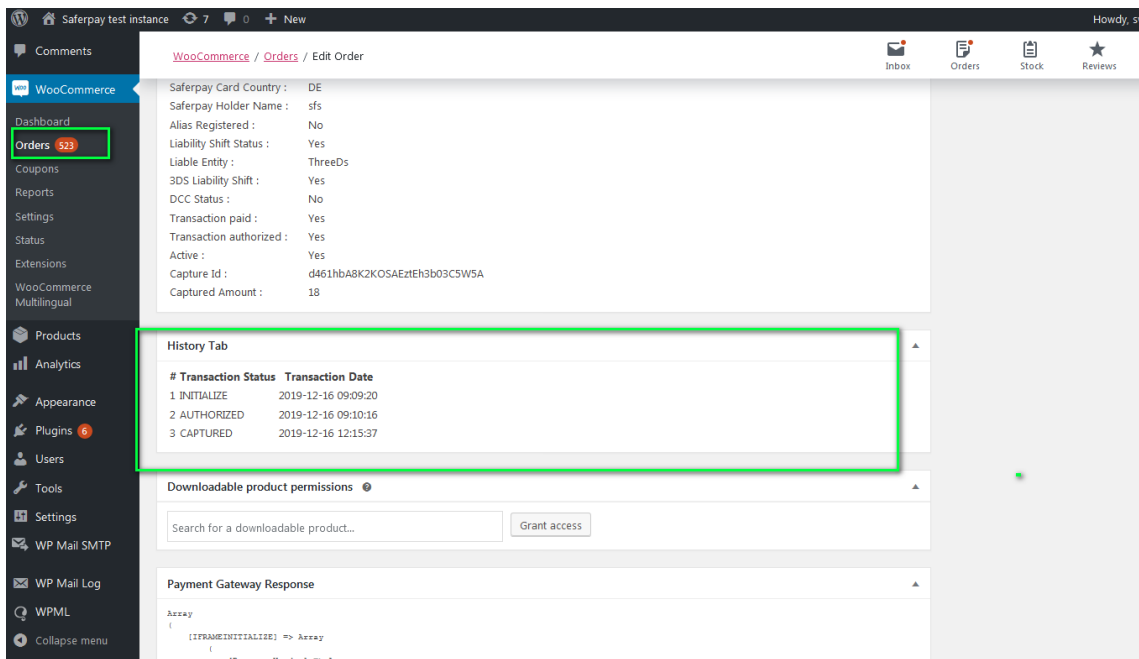 Saferpay test instance 7 0 + New Howdy, s
Comments
WooCommerce
Dashboard
Orders 523
Coupons
Reports
Settings
Status
Extensions
WooCommerce
Multilingual
Products
Analytics
Appearance
Plugins 6
Users
Tools
Settings
WP Mail SMTP
WP Mail Log
WPML
Collapse menu
WooCommerce / Orders / Edit Order
Inbox Orders Stock Reviews
Saferpay Card Country : DE
Saferpay Holder Name : sfs
Alias Registered : No
Liability Shift Status : Yes
Liable Entity : ThreeDs
3DS Liability Shift : Yes
DCC Status : No
Transaction paid : Yes
Transaction authorized : Yes
Active : Yes
Capture Id : d461hbA8K2KOSAEztEh3b03C5W5A
Captured Amount : 18
History Tab
# Transaction Status Transaction Date
1 INITIALIZE 2019-12-16 09:09:20
2 AUTHORIZED 2019-12-16 09:10:16
3 CAPTURED 2019-12-16 12:15:37
Downloadable product permissions
Search for a downloadable product... Grant access
Payment Gateway Response
Array
(
[IFRAMEINITIALIZE] => Array
(